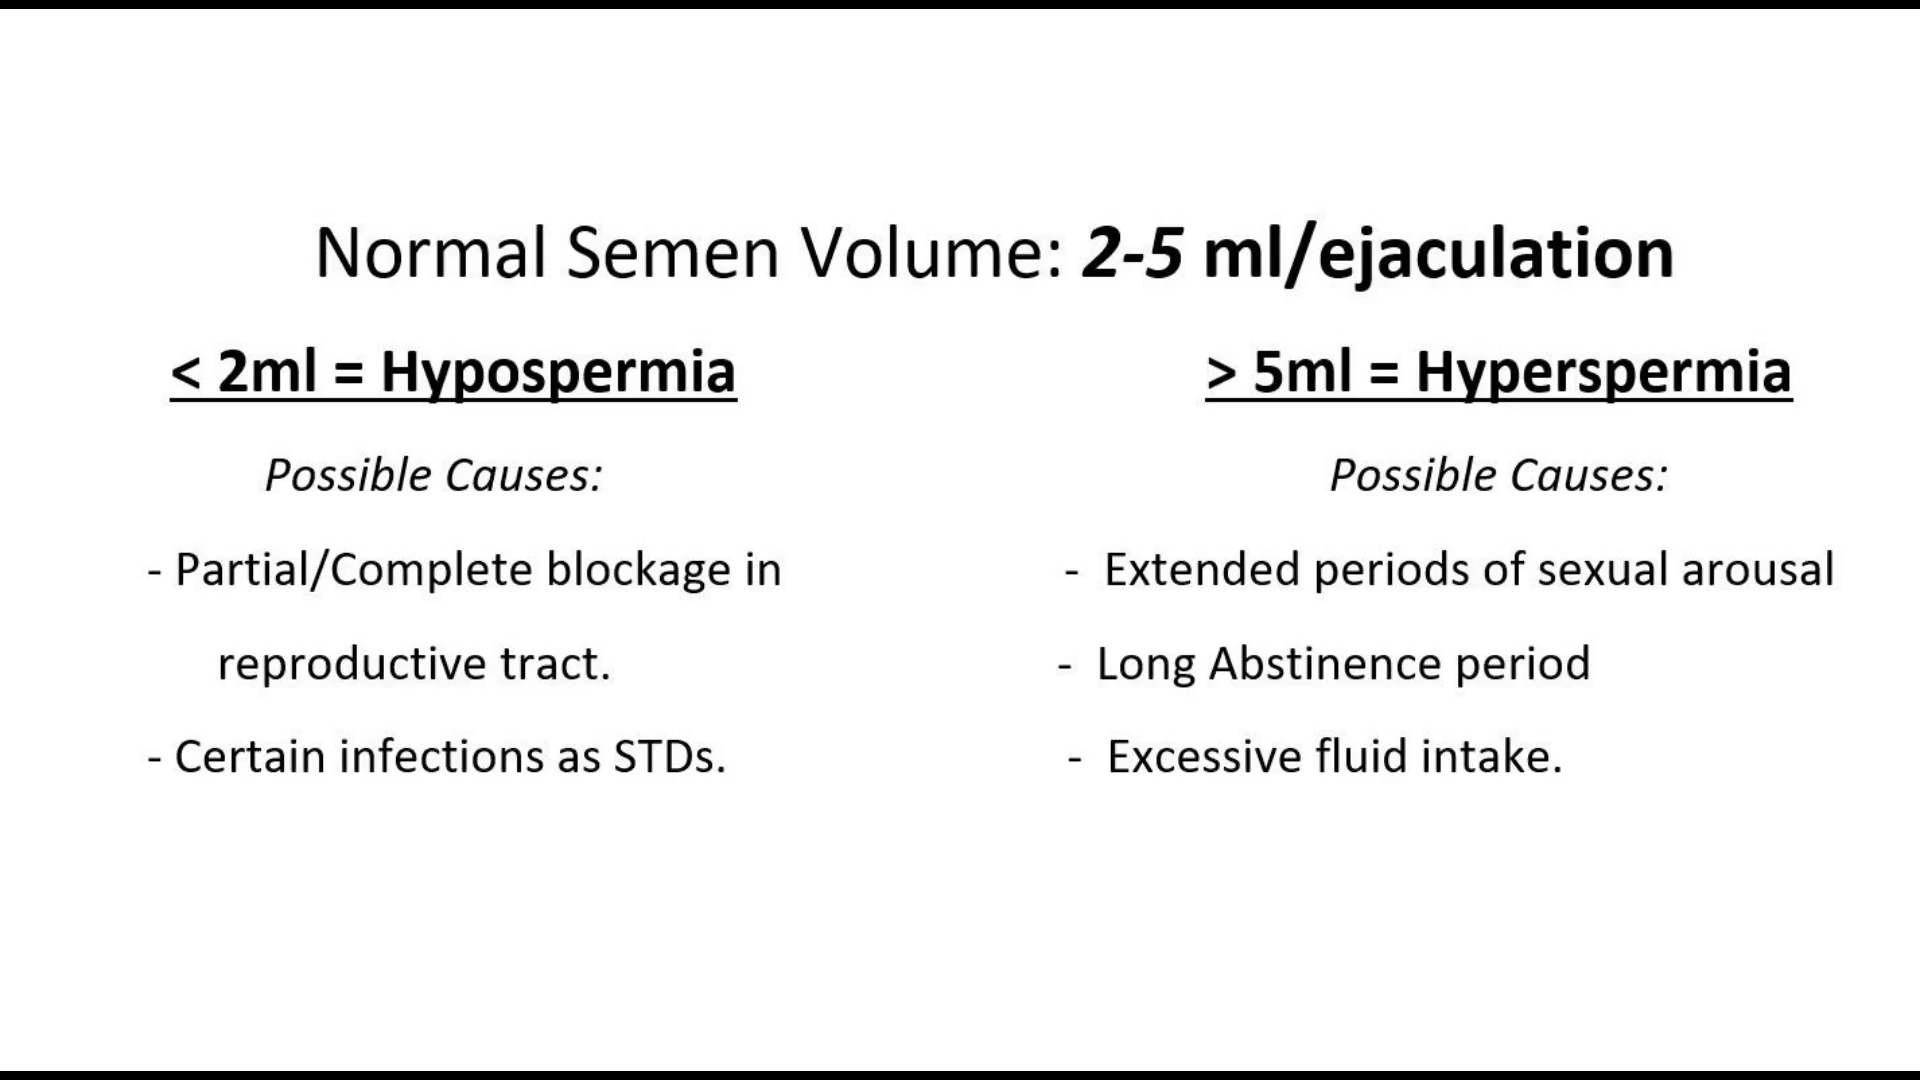 Normal Semen Volume: 2-5 ml/ejaculation
< 2ml = Hypospermia
Possible Causes:
- Partial/Complete blockage in
reproductive tract.
- Certain infections as STDs.
> 5ml = Hyperspermia
Possible Causes:
- Extended periods of sexual arousal
- Long Abstinence period
- Excessive fluid intake.